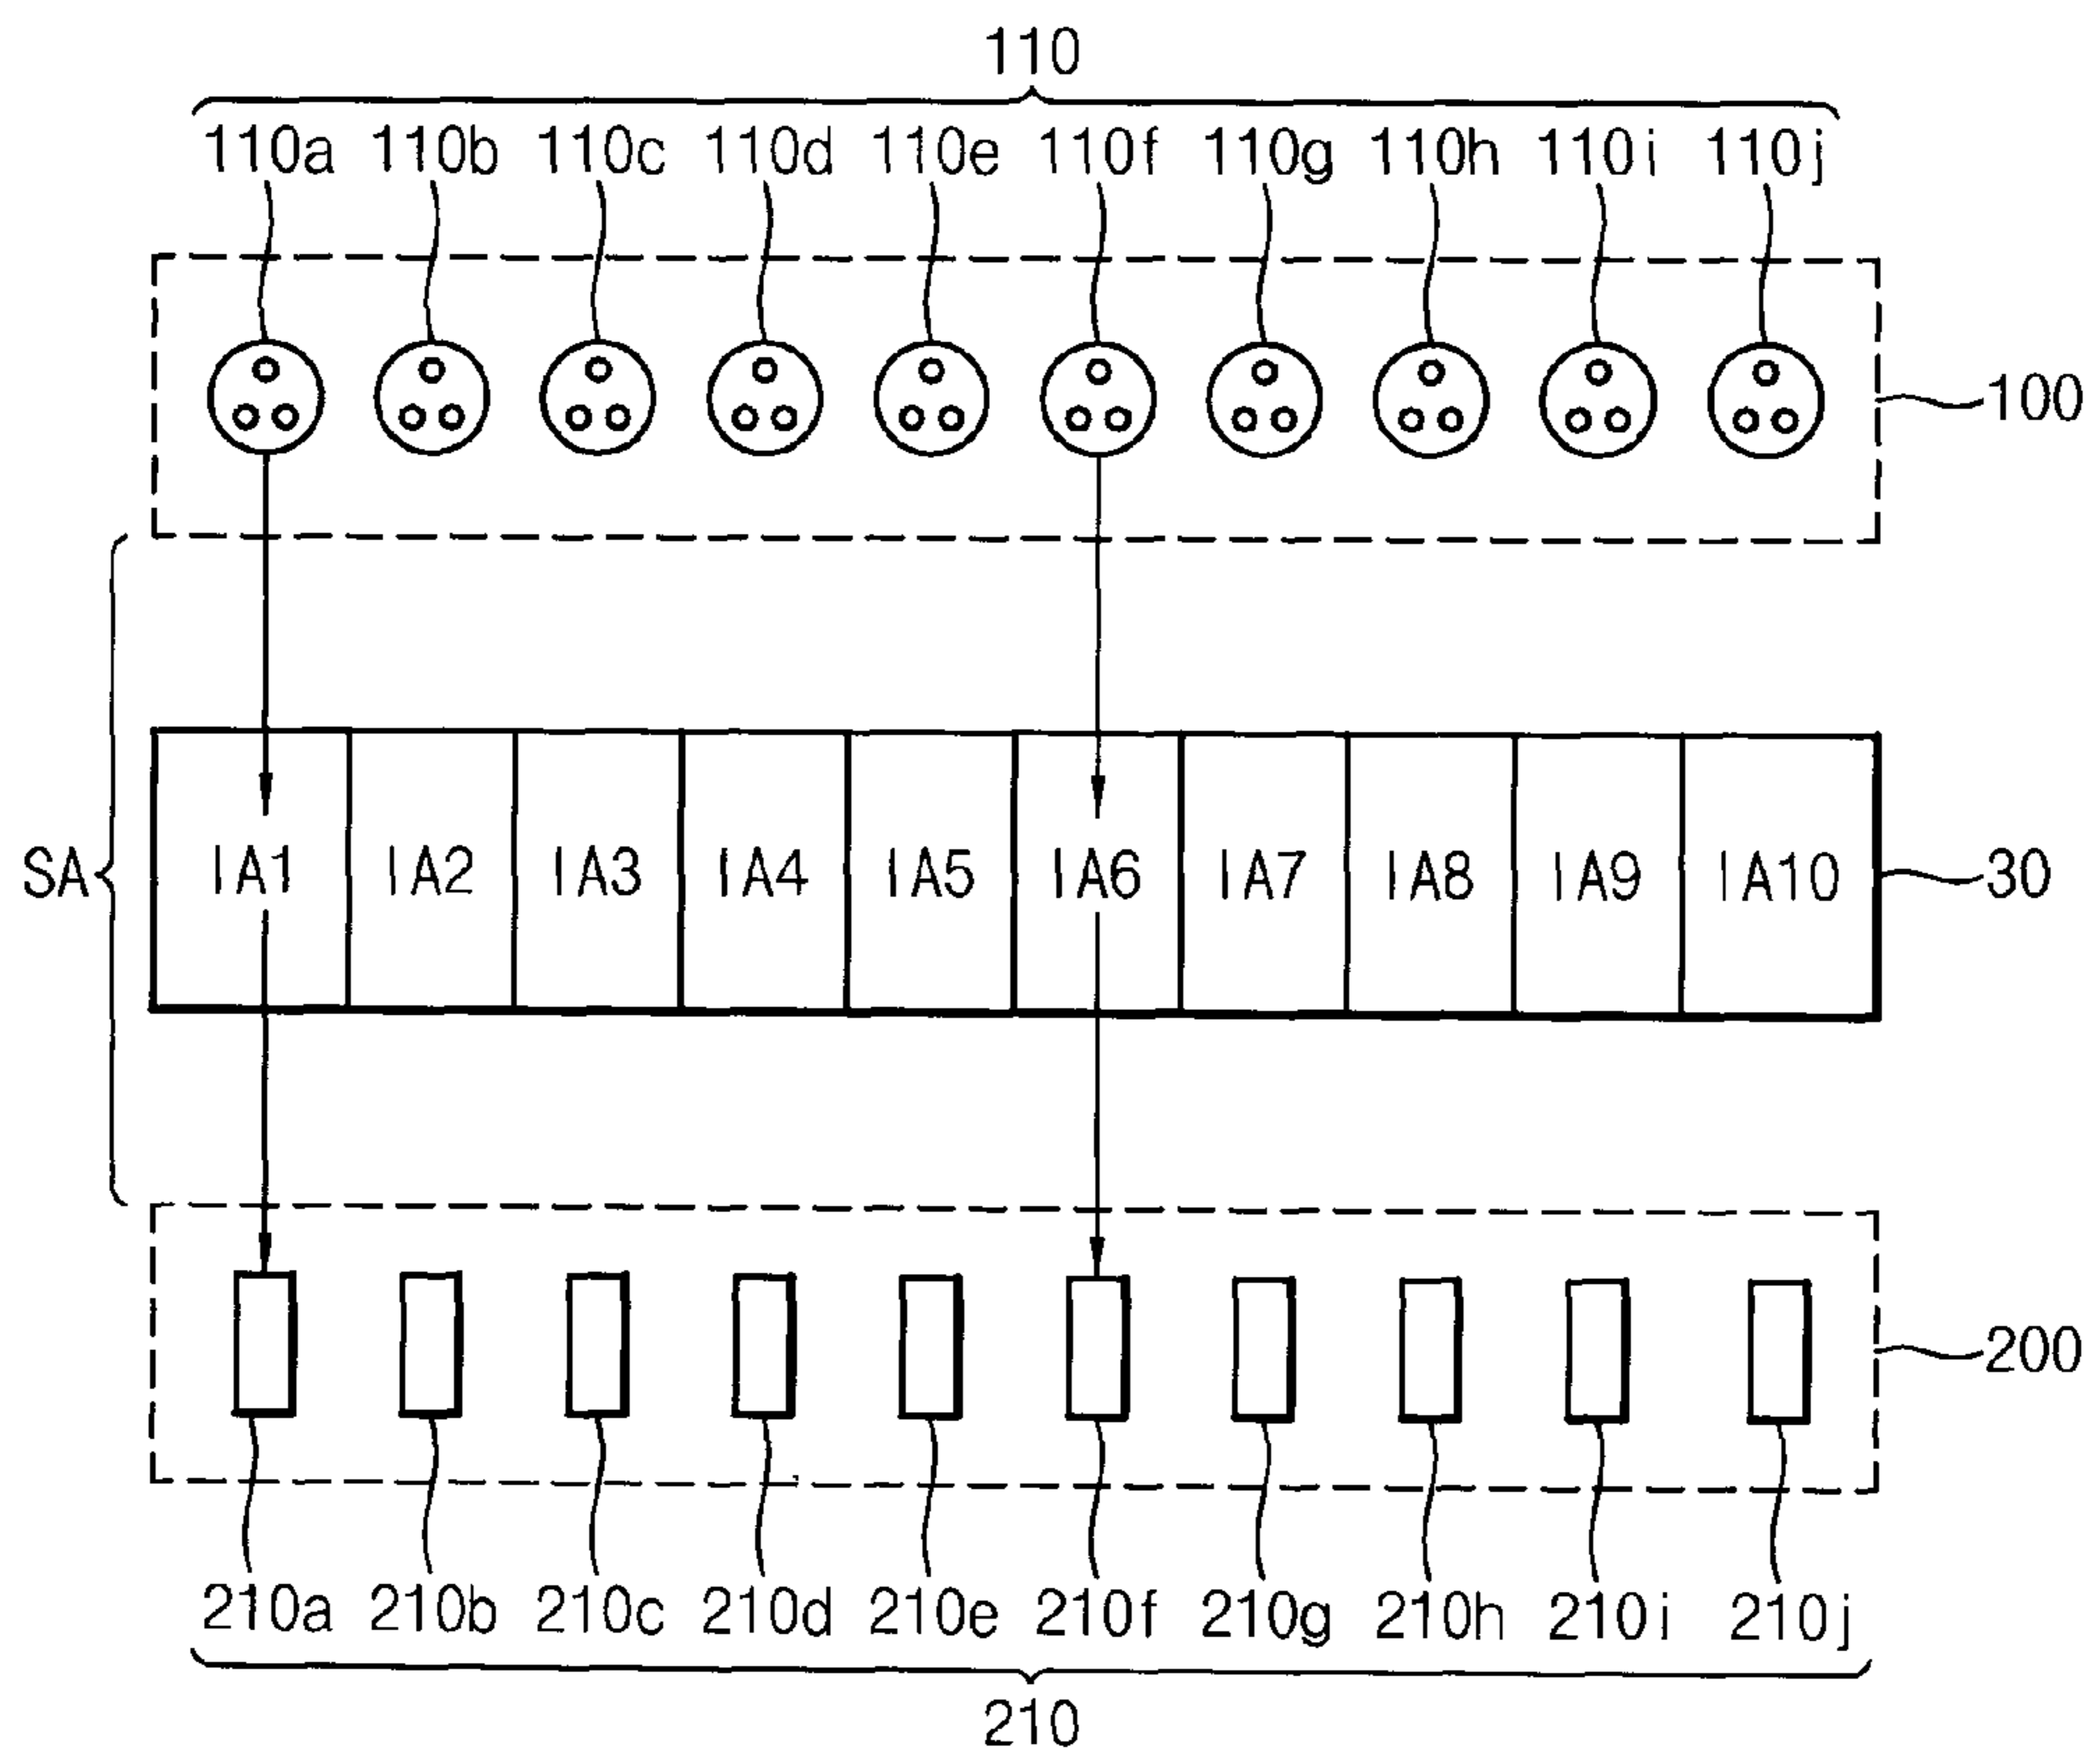 110
110a 110b 110c 110d 110e 110f 110g 110h 110i 110j
100
SA IA1 IA2 IA3 IA4 IA5 IA6 IA7 IA8 IA9 IA10 30
200
210a 210b 210c 210d 210e 210f 210g 210h 210i 210j
210